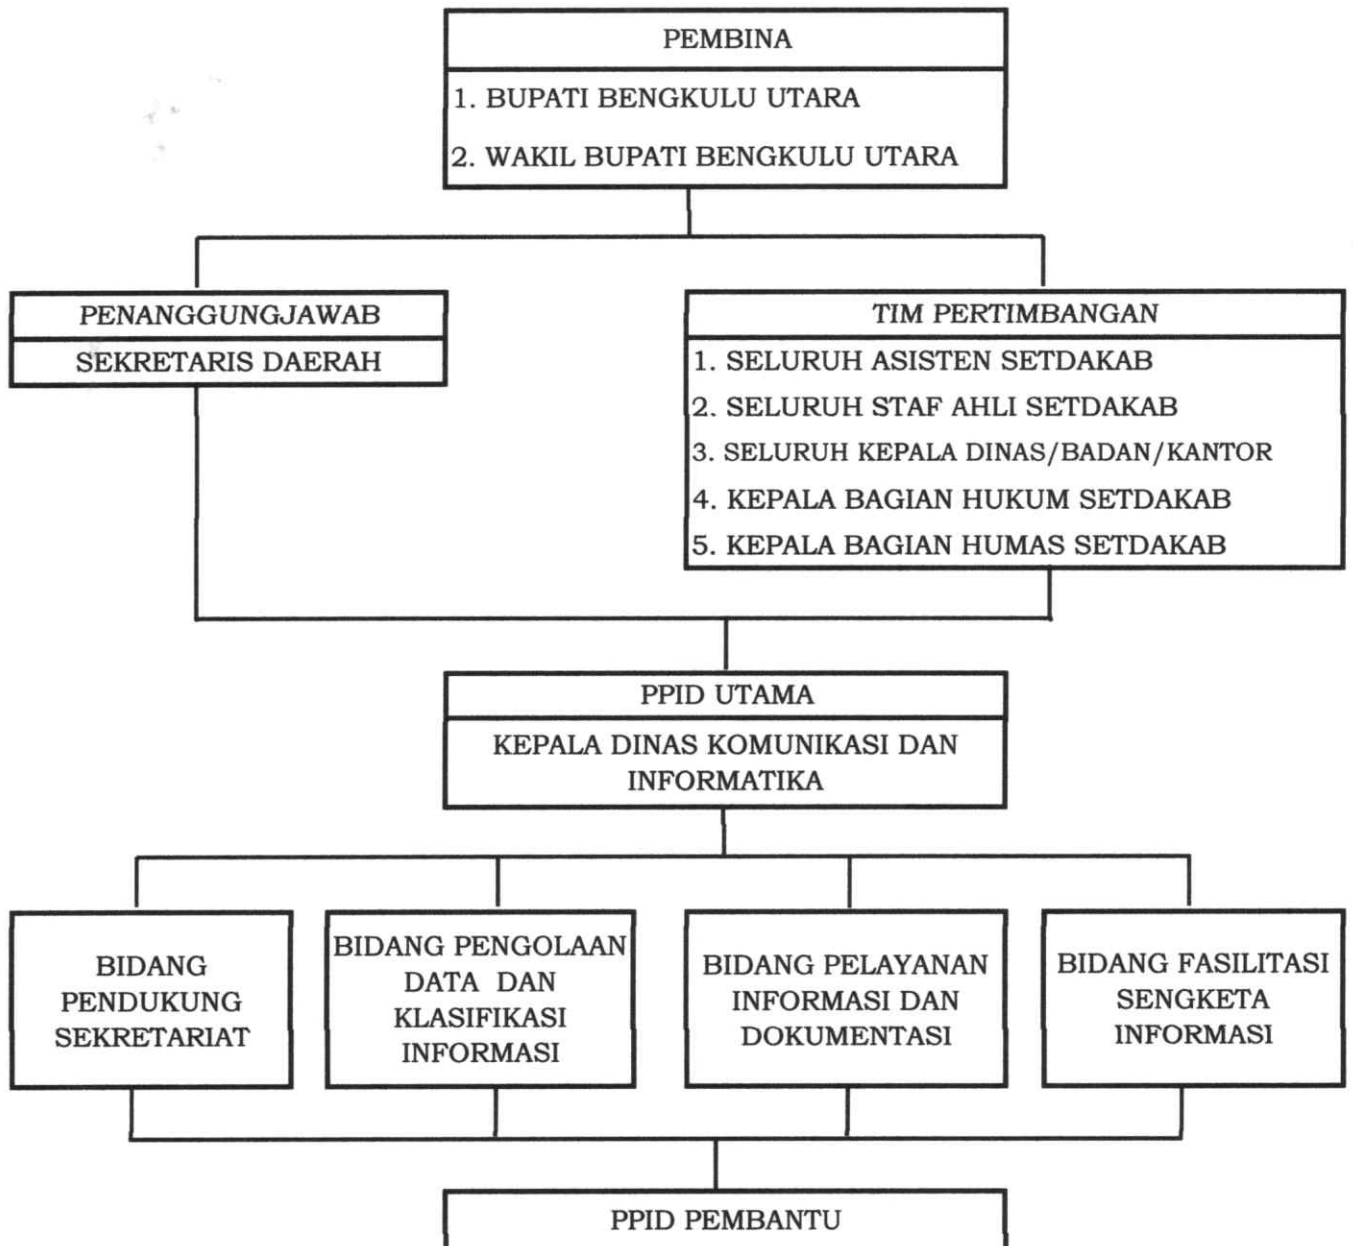 PEMBINA
1. BUPATI BENGKULU UTARA
2. WAKIL BUPATI BENGKULU UTARA
PENANGGUNGJAWAB
SEKRETARIS DAERAH
TIM PERTIMBANGAN
1. SELURUH ASISTEN SETDAKAB
2. SELURUH STAF AHLI SETDAKAB
3. SELURUH KEPALA DINAS/BADAN/KANTOR
4. KEPALA BAGIAN HUKUM SETDAKAB
5. KEPALA BAGIAN HUMAS SETDAKAB
PPID UTAMA
KEPALA DINAS KOMUNIKASI DAN
INFORMATIKA
BIDANG
PENDUKUNG
SEKRETARIAT
BIDANG PENGOLAAN
DATA DAN
KLASIFIKASI
INFORMASI
BIDANG PELAYANAN
INFORMASI DAN
DOKUMENTASI
BIDANG FASILITASI
SENGKETA
INFORMASI
PPID PEMBANTU